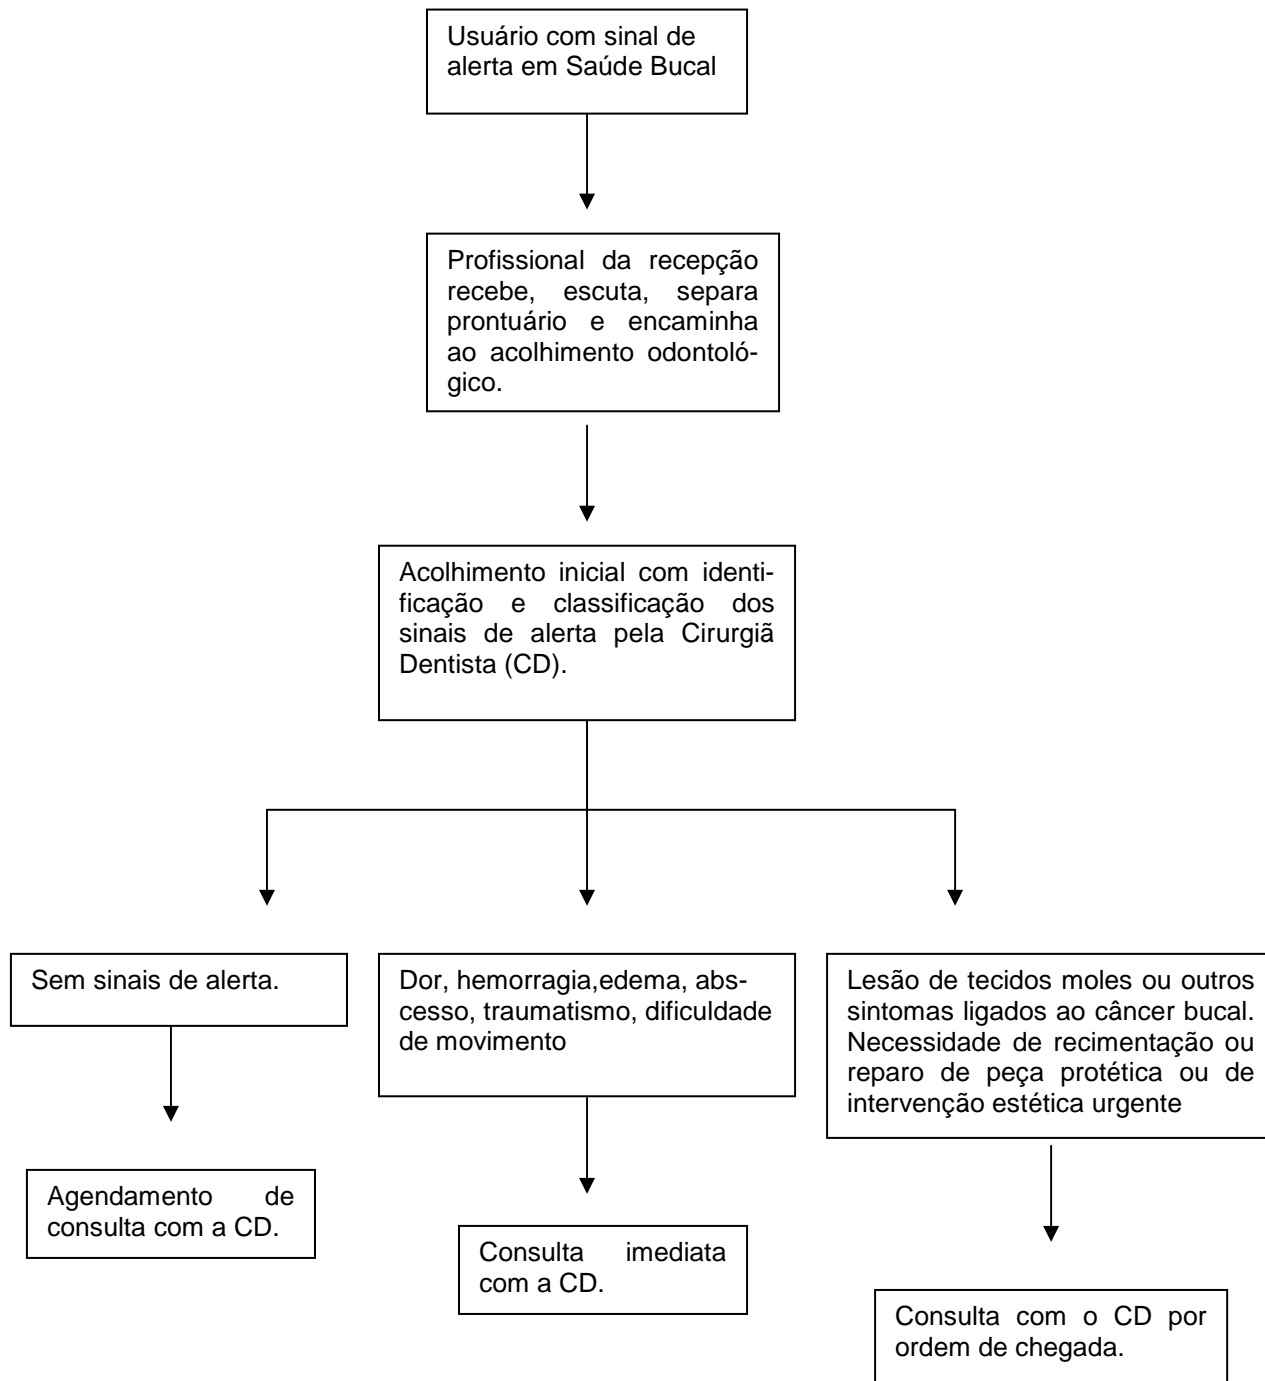 Usuário com sinal de
alerta em Saúde Bucal
Profissional da recepção
recebe, escuta, separa
prontuário e encaminha
ao acolhimento odontoló-
gico.
Acolhimento inicial com identi-
ficação e classificação dos
sinais de alerta pela Cirurgiã
Dentista (CD).
Sem sinais de alerta.
Agendamento de
consulta com a CD.
Dor, hemorragia,edema, abs-
cesso, traumatismo, dificuldade
de movimento
Consulta imediata
com a CD.
Lesão de tecidos moles ou outros
sintomas ligados ao câncer bucal.
Necessidade de recimentação ou
reparo de peça protética ou de
intervenção estética urgente
Consulta com o CD por
ordem de chegada.